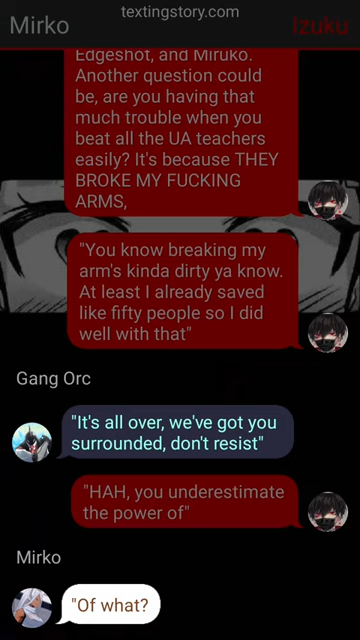 textingstory.com
Mirko
Izuku
Edgeshot, and Miruko.
Another question could
be, are you having that
much trouble when you
beat all the UA teachers
easily? It's because THEY
BROKE MY FUCKING
ARMS,
"You know breaking my
arm's kinda dirty ya know.
At least I already saved
like fifty people so I did
well with that"
Gang Orc
"It's all over, we've got you
surrounded, don't resist"
"HAH, you underestimate
the power of"
Mirko
"Of what?